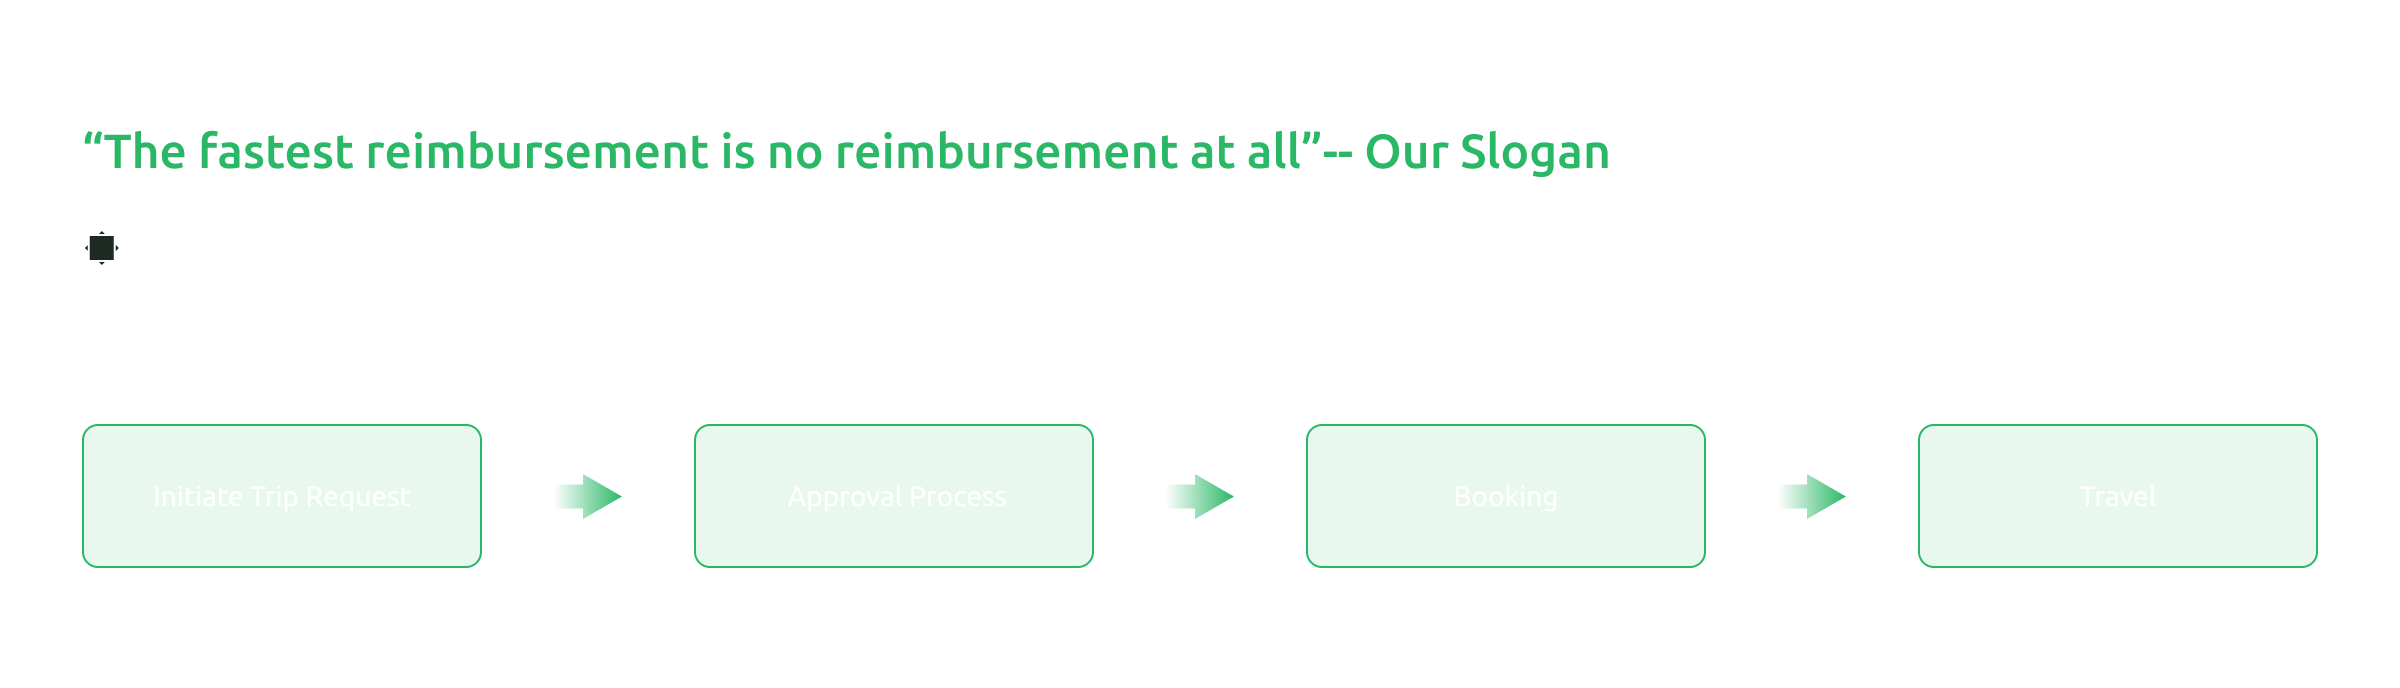 “The fastest reimbursement is no reimbursement at all”-- Our Slogan
Initiate Trip Request
Approval Process
Booking
Travel